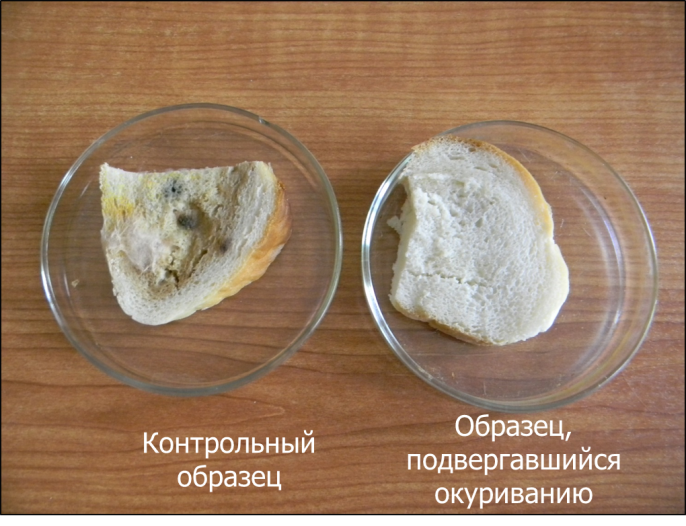 Контрольный
образец
Образец,
подвергавшийся
окуриванию